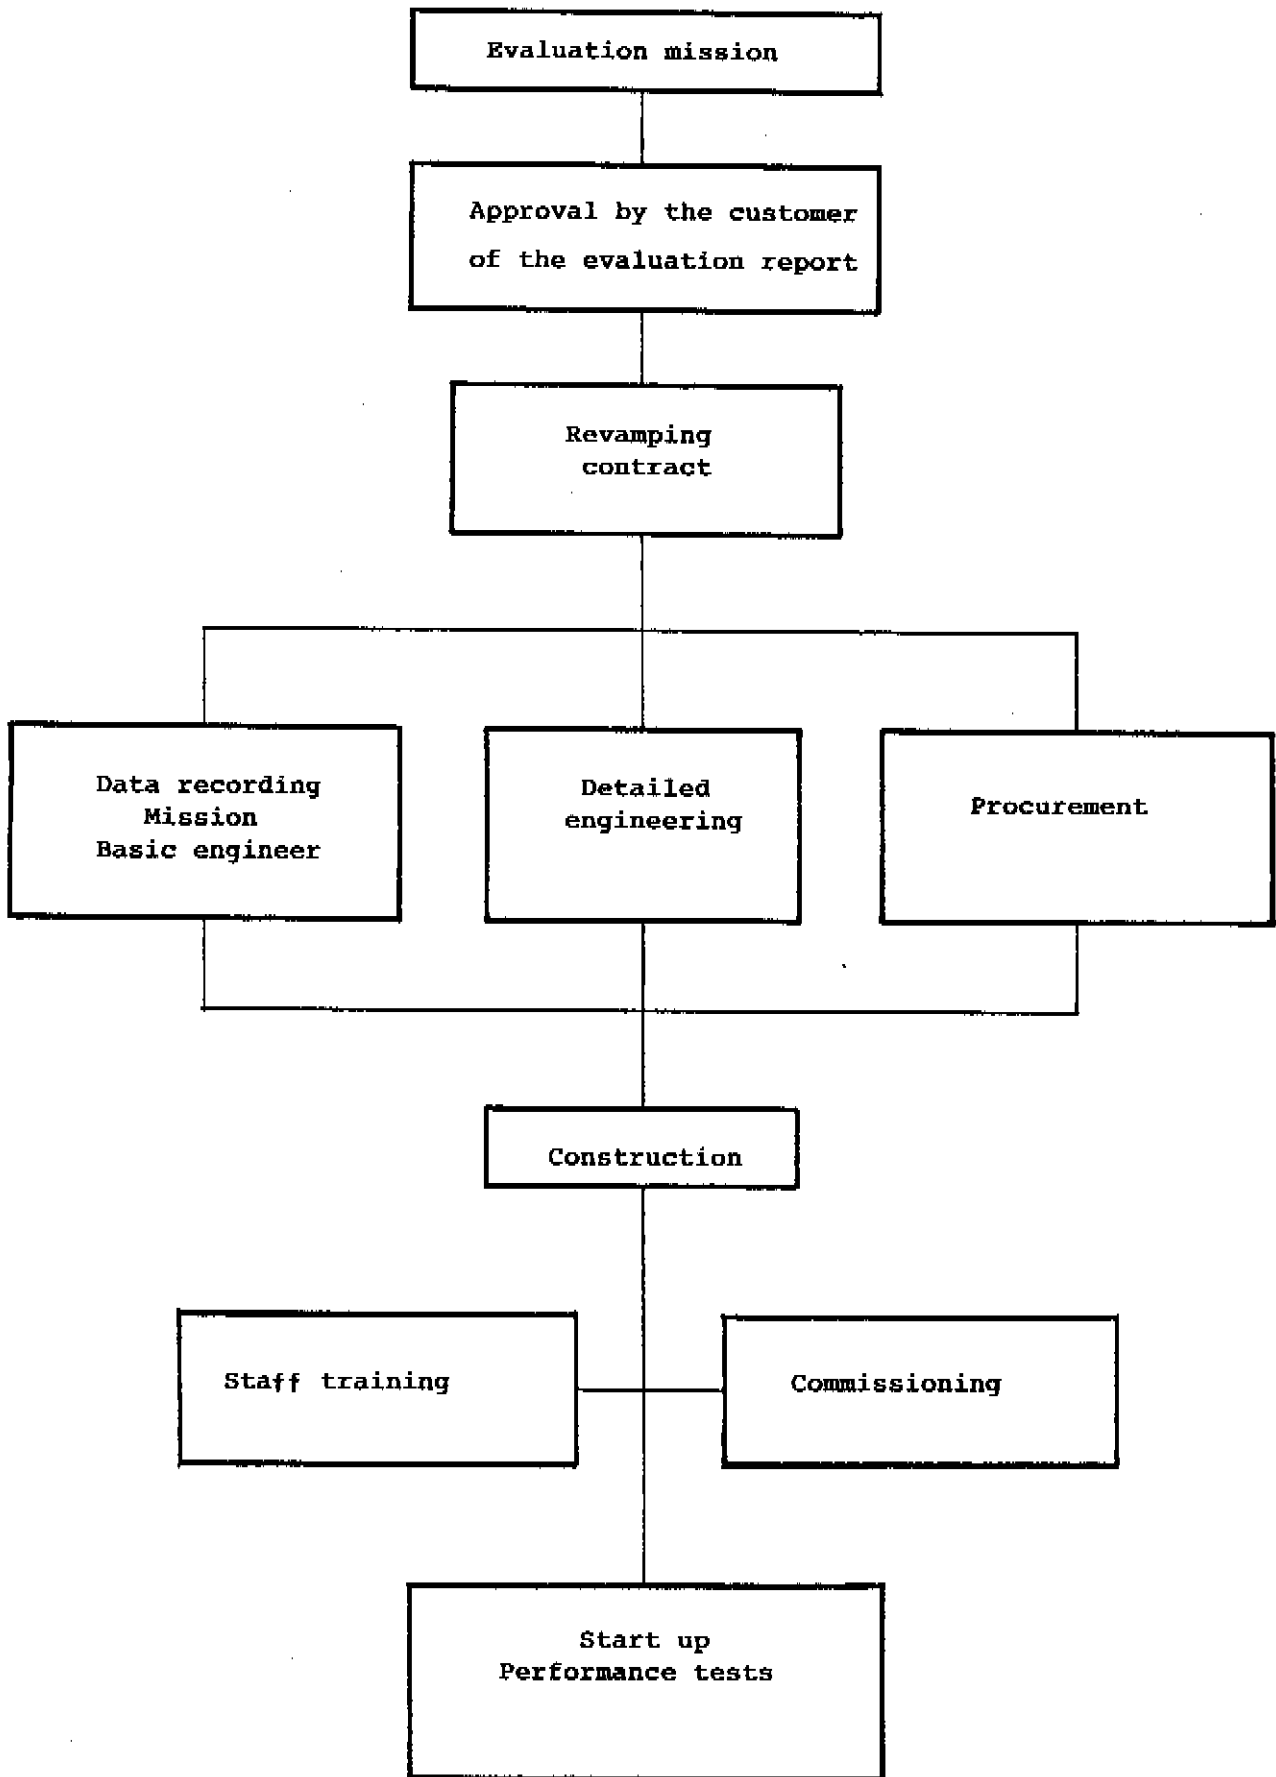 Evaluation mission
Approval by the customer
of the evaluation report
Revamping
contract
Data recording
Mission
Basic engineer
Detailed
engineering
Procurement
Construction
Staff training
Commissioning
Start up
Performance tests